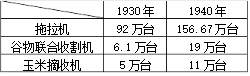 1930年 1940年
拖拉机 92万台 156.67万台
谷物联合收割机 6.1万台 19万台
玉米摘收机 5万台 11万台